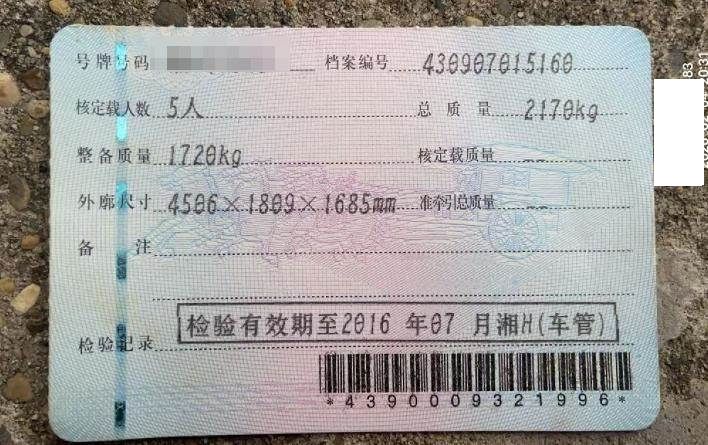 号牌号码 档案编号 430907015160
核定载人数 5人 总质量 2170kg
整备质量 1720kg 核定载质量 --
外廓尺寸 4506×1809×1685mm 准牵引总质量 --
备注
检验记录 检验有效期至2016年07月湘H(车管)
*4390009321996*